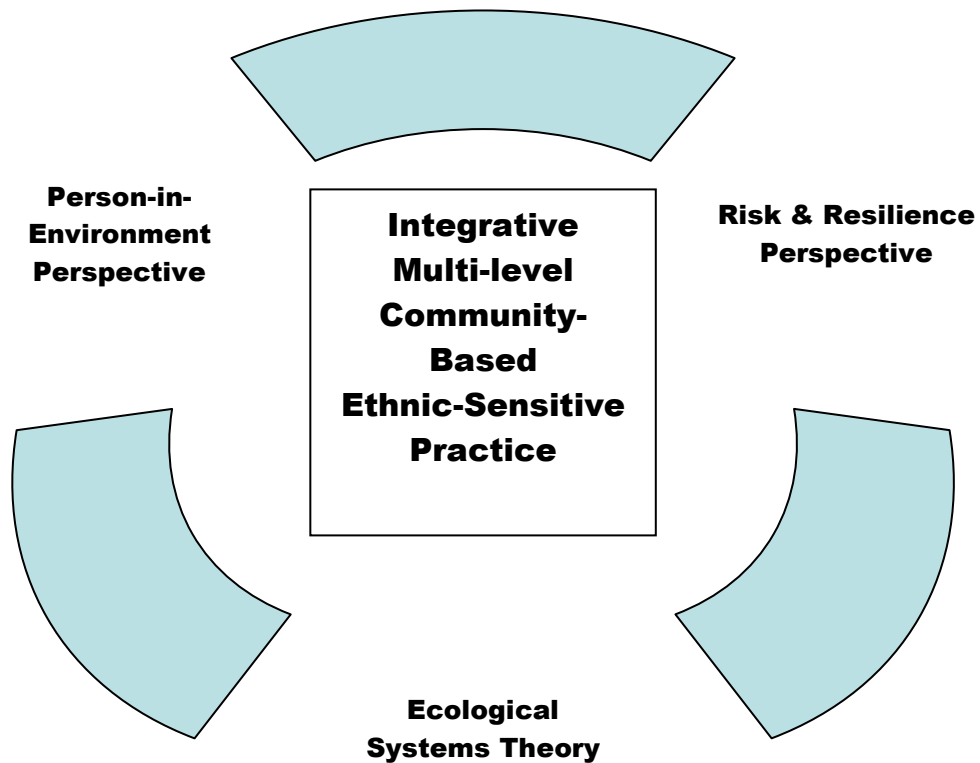 Person-in-
Environment
Perspective
Integrative
Multi-level
Community-
Based
Ethnic-Sensitive
Practice
Risk & Resilience
Perspective
Ecological
Systems Theory